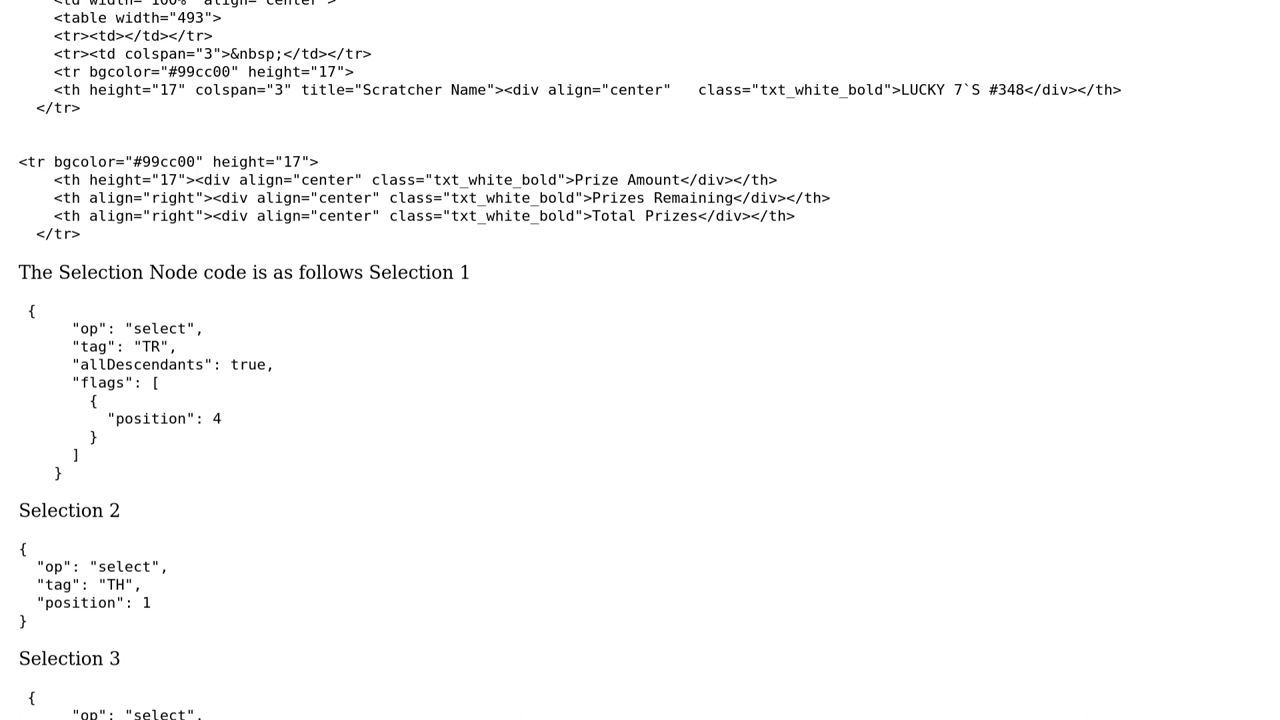 <td width="100%" align="center">
<table width="493">
<tr><td></td></tr>
<tr><td colspan="3">&nbsp;</td></tr>
<tr bgcolor="#99cc00" height="17">
<th height="17" colspan="3" title="Scratcher Name"><div align="center"   class="txt_white_bold">LUCKY 7`S #348</div></th>
</tr>
<tr bgcolor="#99cc00" height="17">
<th height="17"><div align="center" class="txt_white_bold">Prize Amount</div></th>
<th align="right"><div align="center" class="txt_white_bold">Prizes Remaining</div></th>
<th align="right"><div align="center" class="txt_white_bold">Total Prizes</div></th>
</tr>
The Selection Node code is as follows Selection 1
{
"op": "select",
"tag": "TR",
"allDescendants": true,
"flags": [
{
"position": 4
}
]
}
Selection 2
{
"op": "select",
"tag": "TH",
"position": 1
}
Selection 3
{
"op": "select",